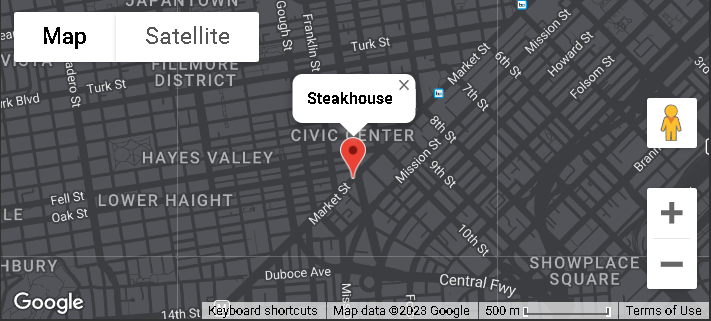 JAPANTOWN
Map
Satellite
Gough St
Franklin St
Turk St
Mission St
Howard St
Market St
6th St
Folsom St
FILLMORE
DISTRICT
Turk St
7th St
Steakhouse
8th St
CIVIC CENTER
HAYES VALLEY
Mission St
9th St
Fell St
Oak St
LOWER HAIGHT
Market St
10th St
Duboce Ave
Central Fwy
SHOWPLACE
SQUARE
Google
14th St
Keyboard shortcuts
Map data ©2023 Google
500 m
Terms of Use